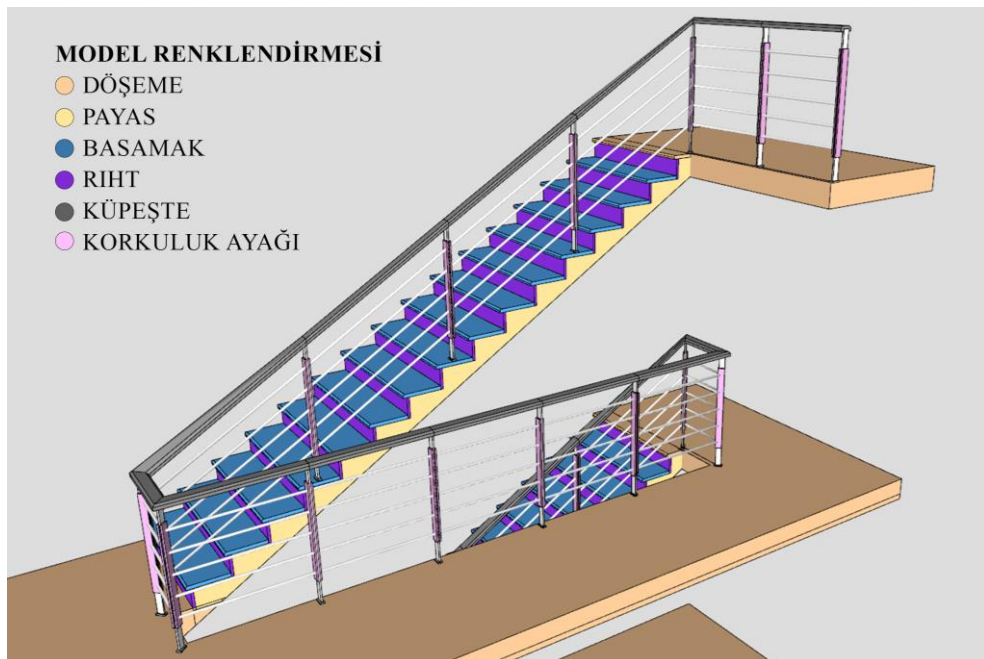 MODEL RENKLENDİRMESİ
DÖŞEME
PAYAS
BASAMAK
RIHT
KÜPEŞTE
KORKULUK AYAĞI